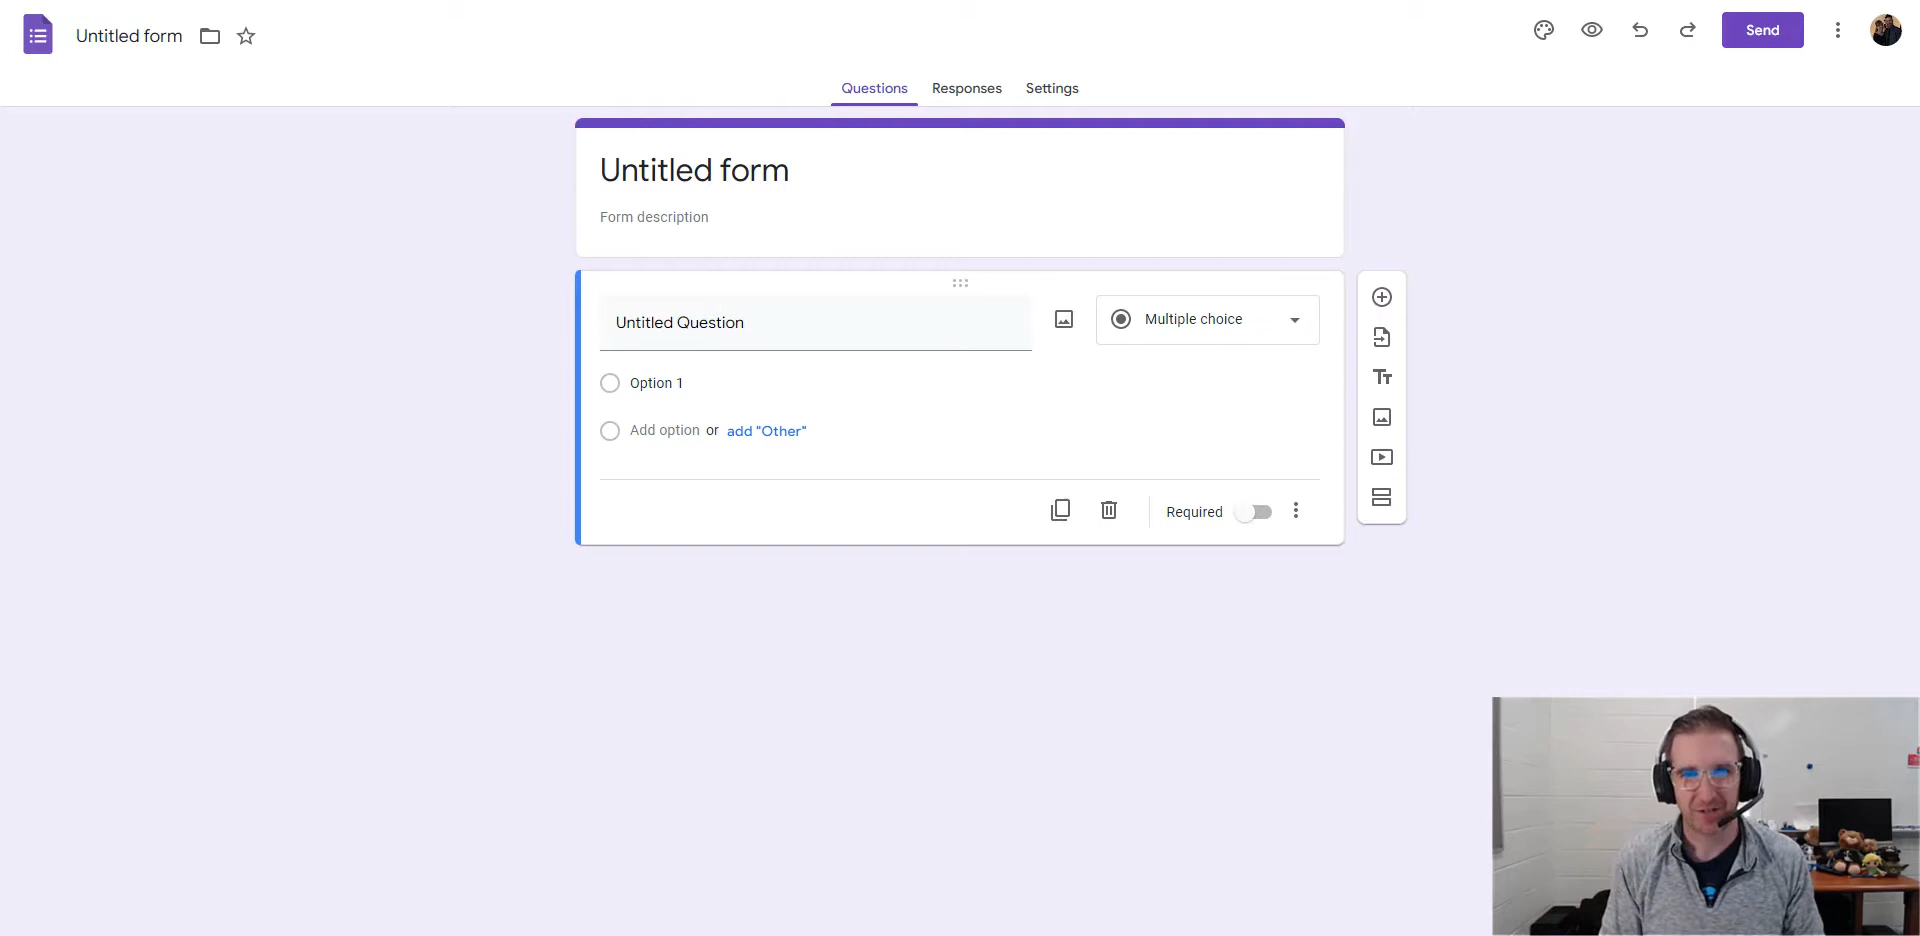 Untitled form
Send
Questions Responses Settings
Untitled form
Form description
Untitled Question
Multiple choice
Option 1
Add option or add "Other"
Required